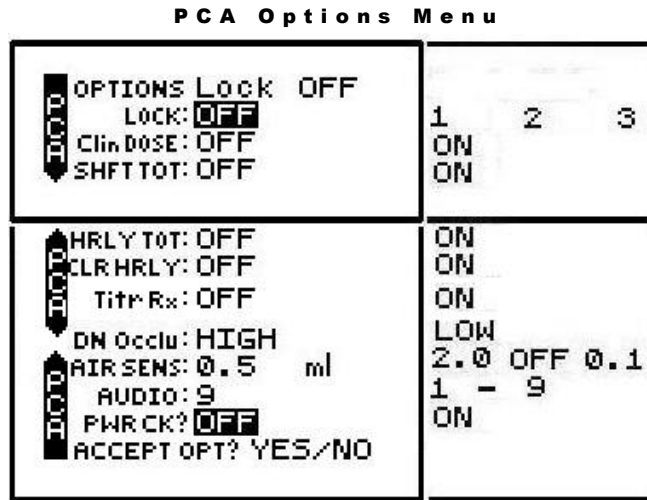 PCA Options Menu
OPTIONS Lock OFF
LOCK: OFF 1 2 3
Clin DOSE: OFF ON
SHFT TOT: OFF ON
PCA
HRLY TOT: OFF ON
CLR HRLY: OFF ON
Titr Rx: OFF ON
PCA
DN Occlu: HIGH LOW
AIR SENS: 0.5 ml 2.0 OFF 0.1
AUDIO: 9 1 - 9
PWR CK? OFF ON
ACCEPT OPT? YES/NO
PCA